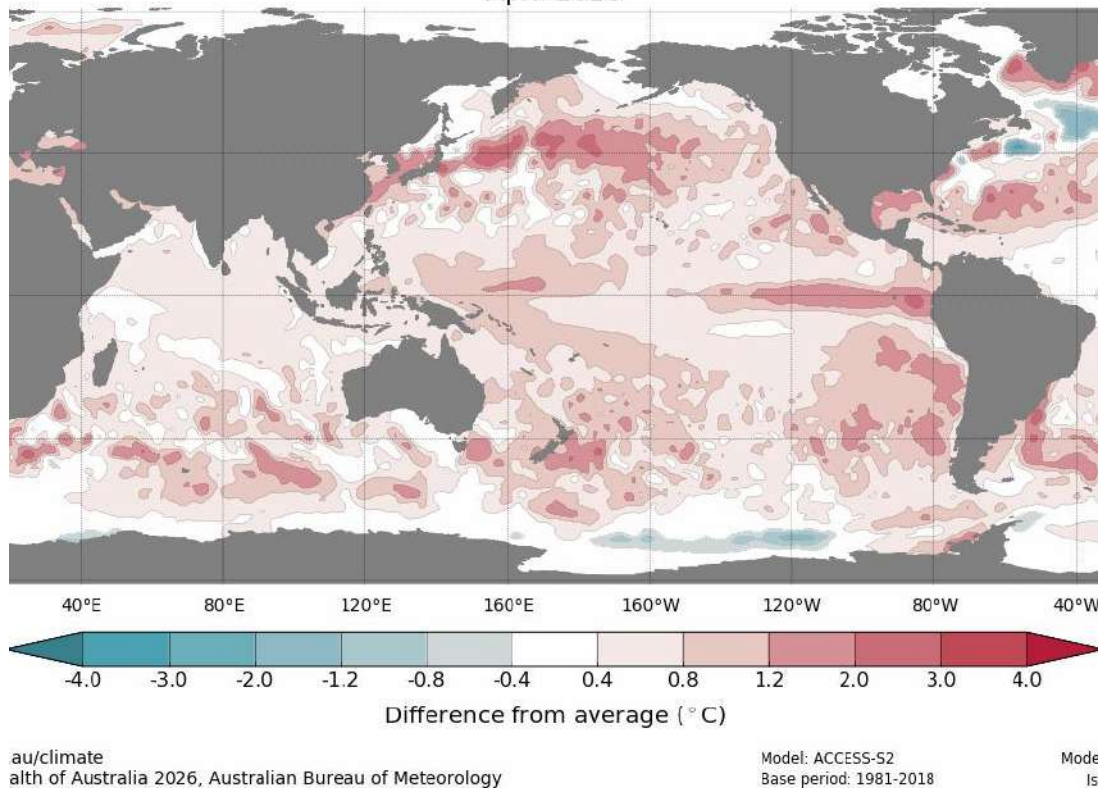 40°E 80°E 120°E 160°E 160°W 120°W 80°W 40°W
-4.0 -3.0 -2.0 -1.2 -0.8 -0.4 0.4 0.8 1.2 2.0 3.0 4.0
Difference from average (°C)
au/climate
Model: ACCESS-S2
Mode
alth of Australia 2026, Australian Bureau of Meteorology
Base period: 1981-2018
Is